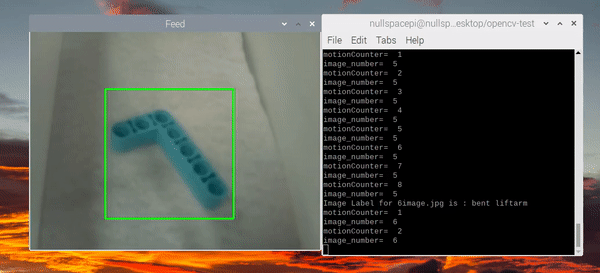 Feed
nullspacepi@nullsp..esktop/opencv-test
File Edit Tabs Help
motionCounter= 1
image_number= 5
motionCounter= 2
image_number= 5
motionCounter= 3
image_number= 5
motionCounter= 4
image_number= 5
motionCounter= 5
image_number= 5
motionCounter= 6
image_number= 5
motionCounter= 7
image_number= 5
motionCounter= 8
image_number= 5
Image Label for 6image.jpg is : bent liftarm
motionCounter= 1
image_number= 6
motionCounter= 2
image_number= 6